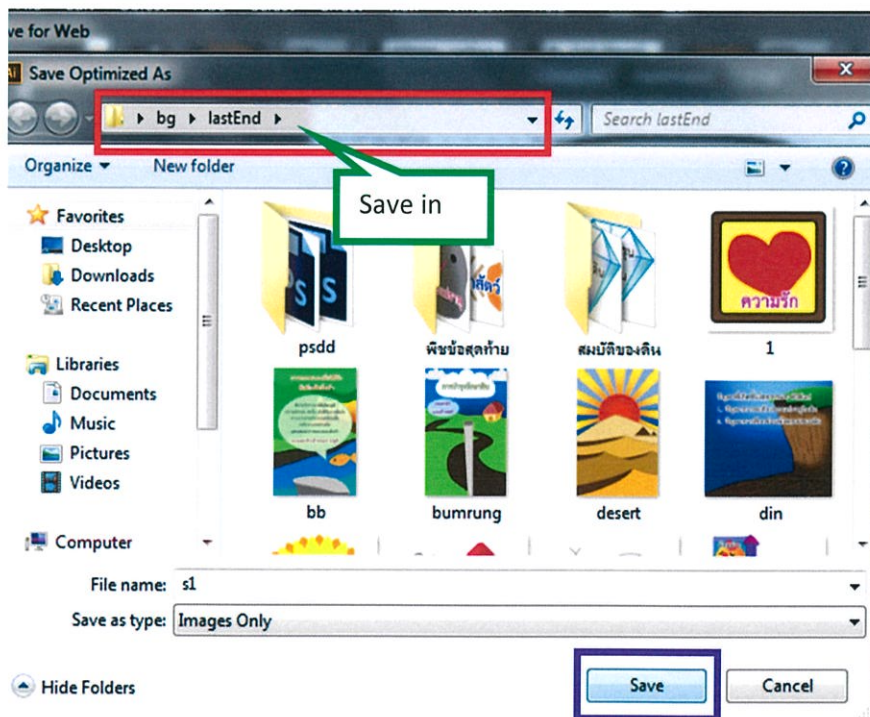 ve for Web
Ai Save Optimized As
bg lastEnd
Search lastEnd
Organize
New folder
Save in
Favorites
Desktop
Downloads
Recent Places
Libraries
Documents
Music
Pictures
Videos
Computer
ความรัก
psdd
พืชข้อสุดท้าย
สมบัติของดิน
1
bb
bumrung
desert
din
File name: s1
Save as type: Images Only
Hide Folders
Save
Cancel